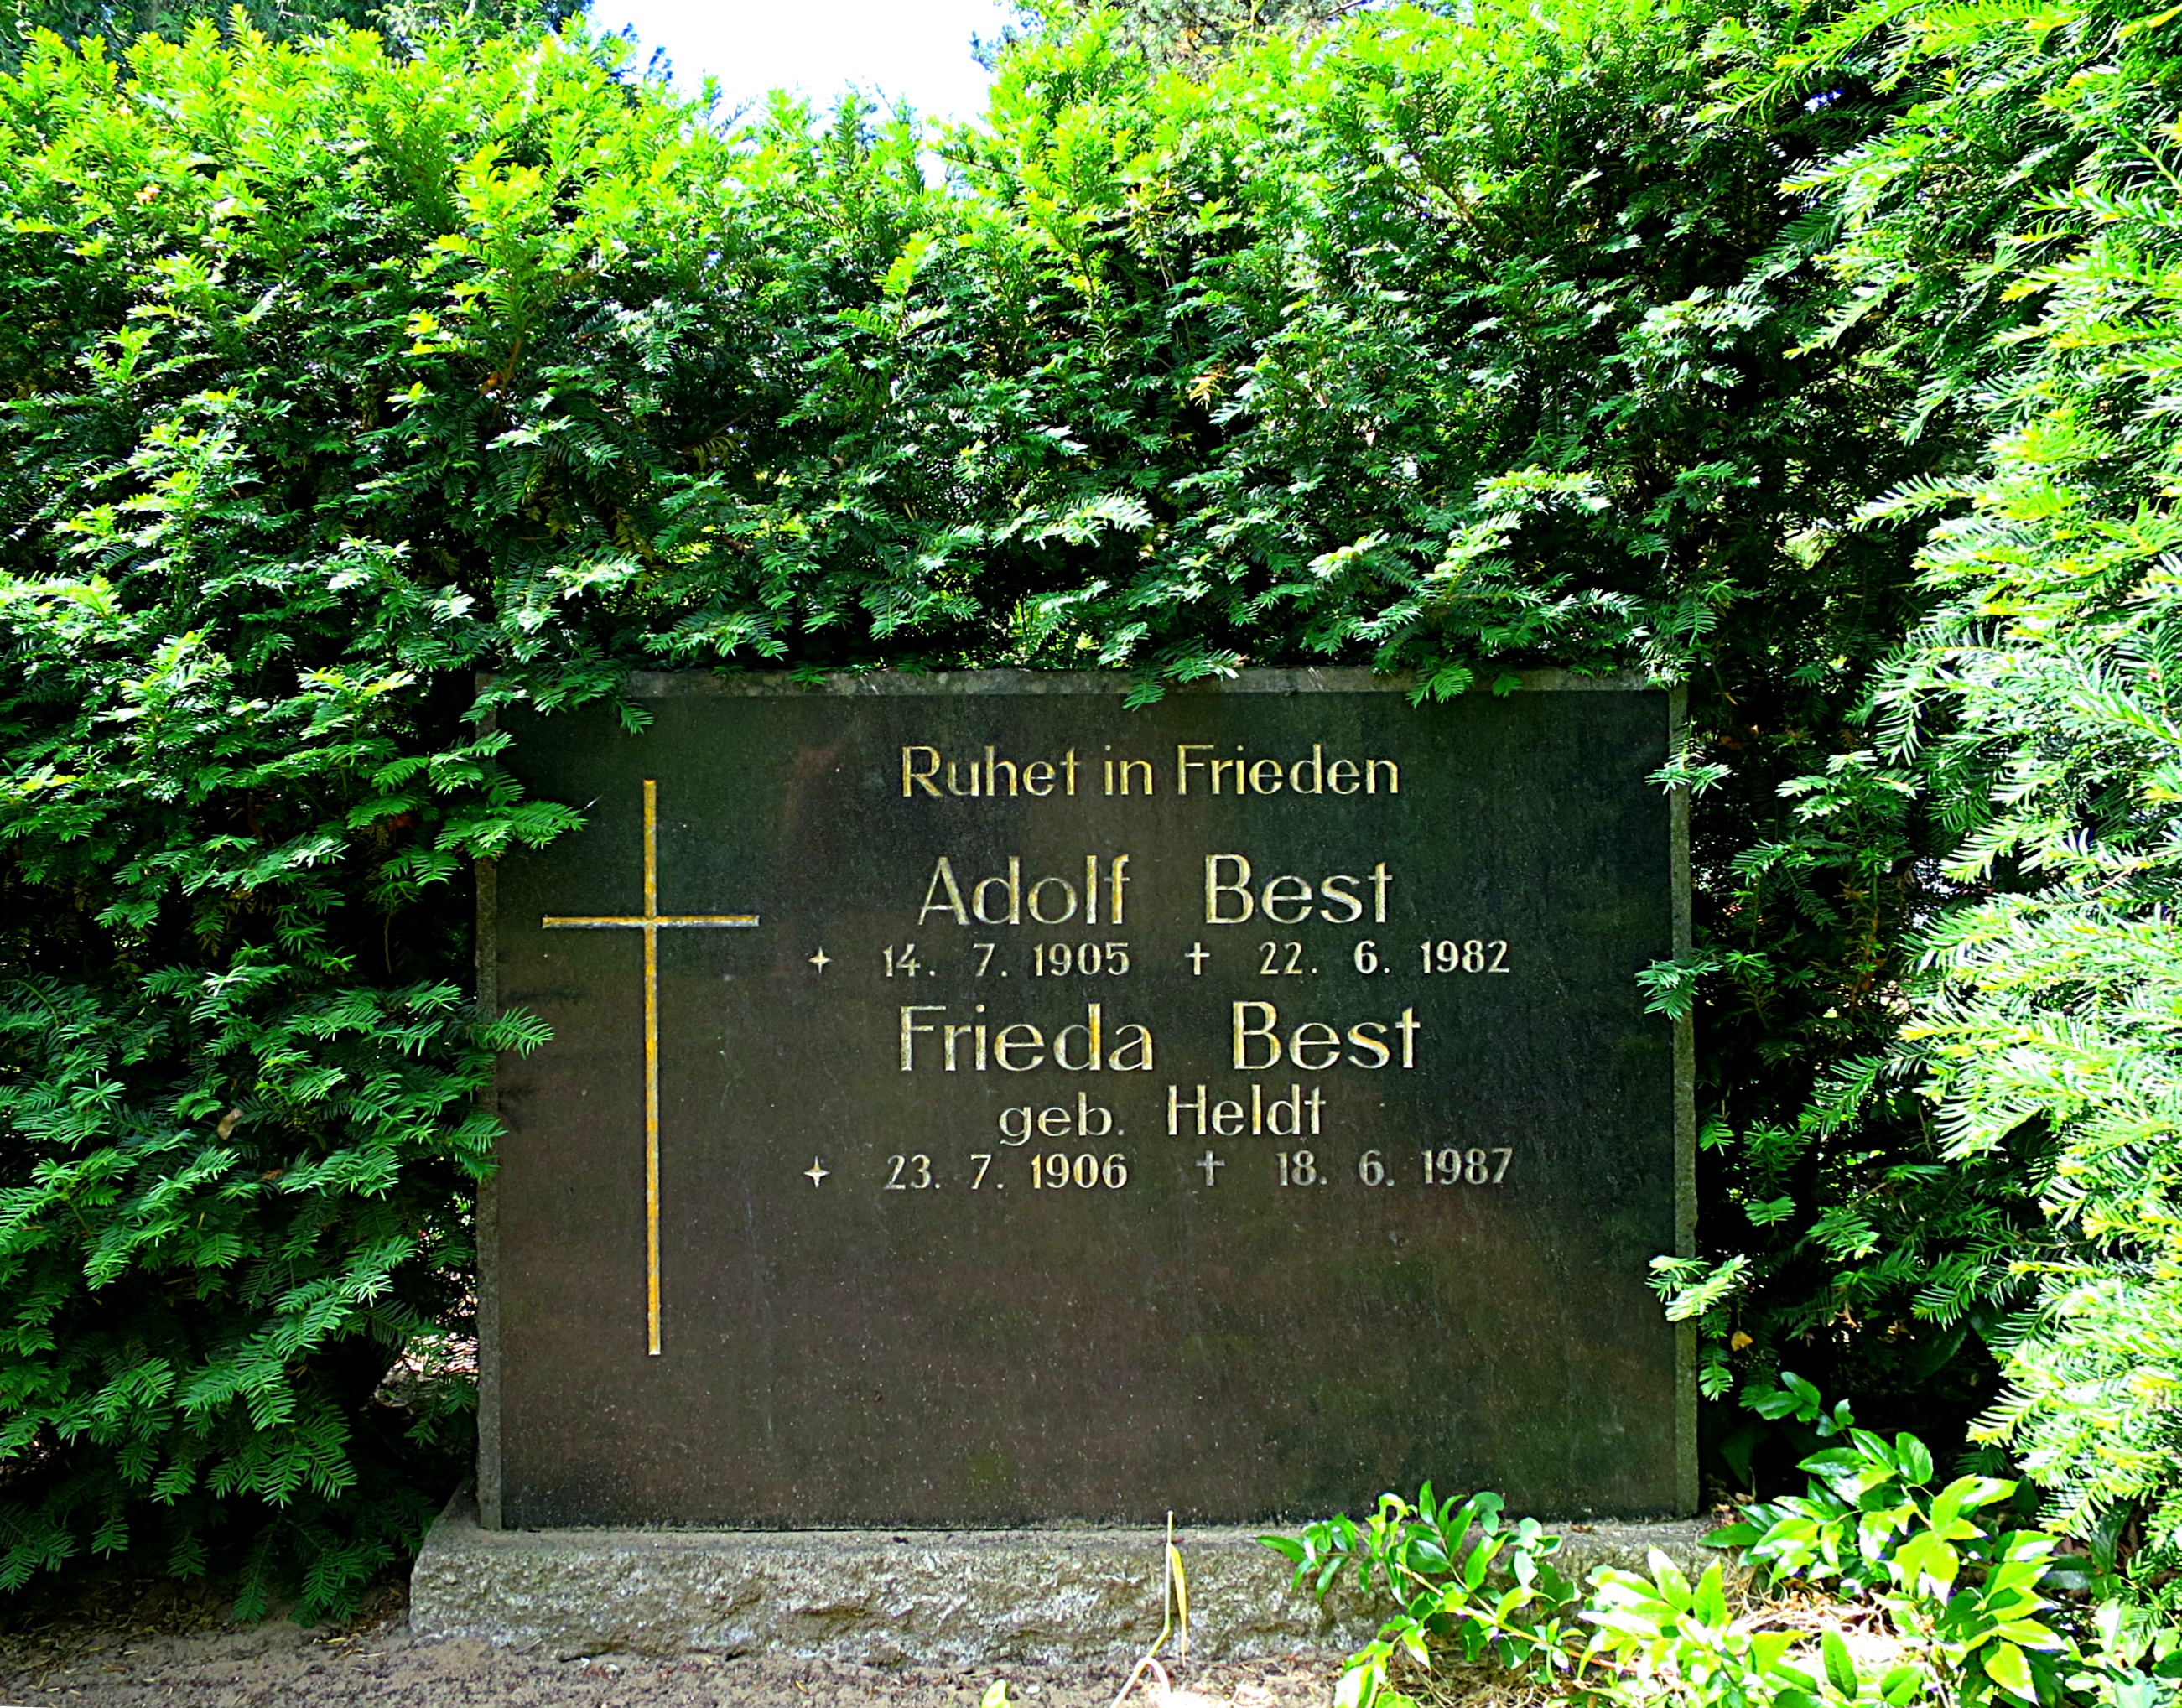 Ruhet in Frieden
Adolf Best
✦ 14. 7. 1905 † 22. 6. 1982
Frieda Best
geb. Heldt
✦ 23. 7. 1906 † 18. 6. 1987